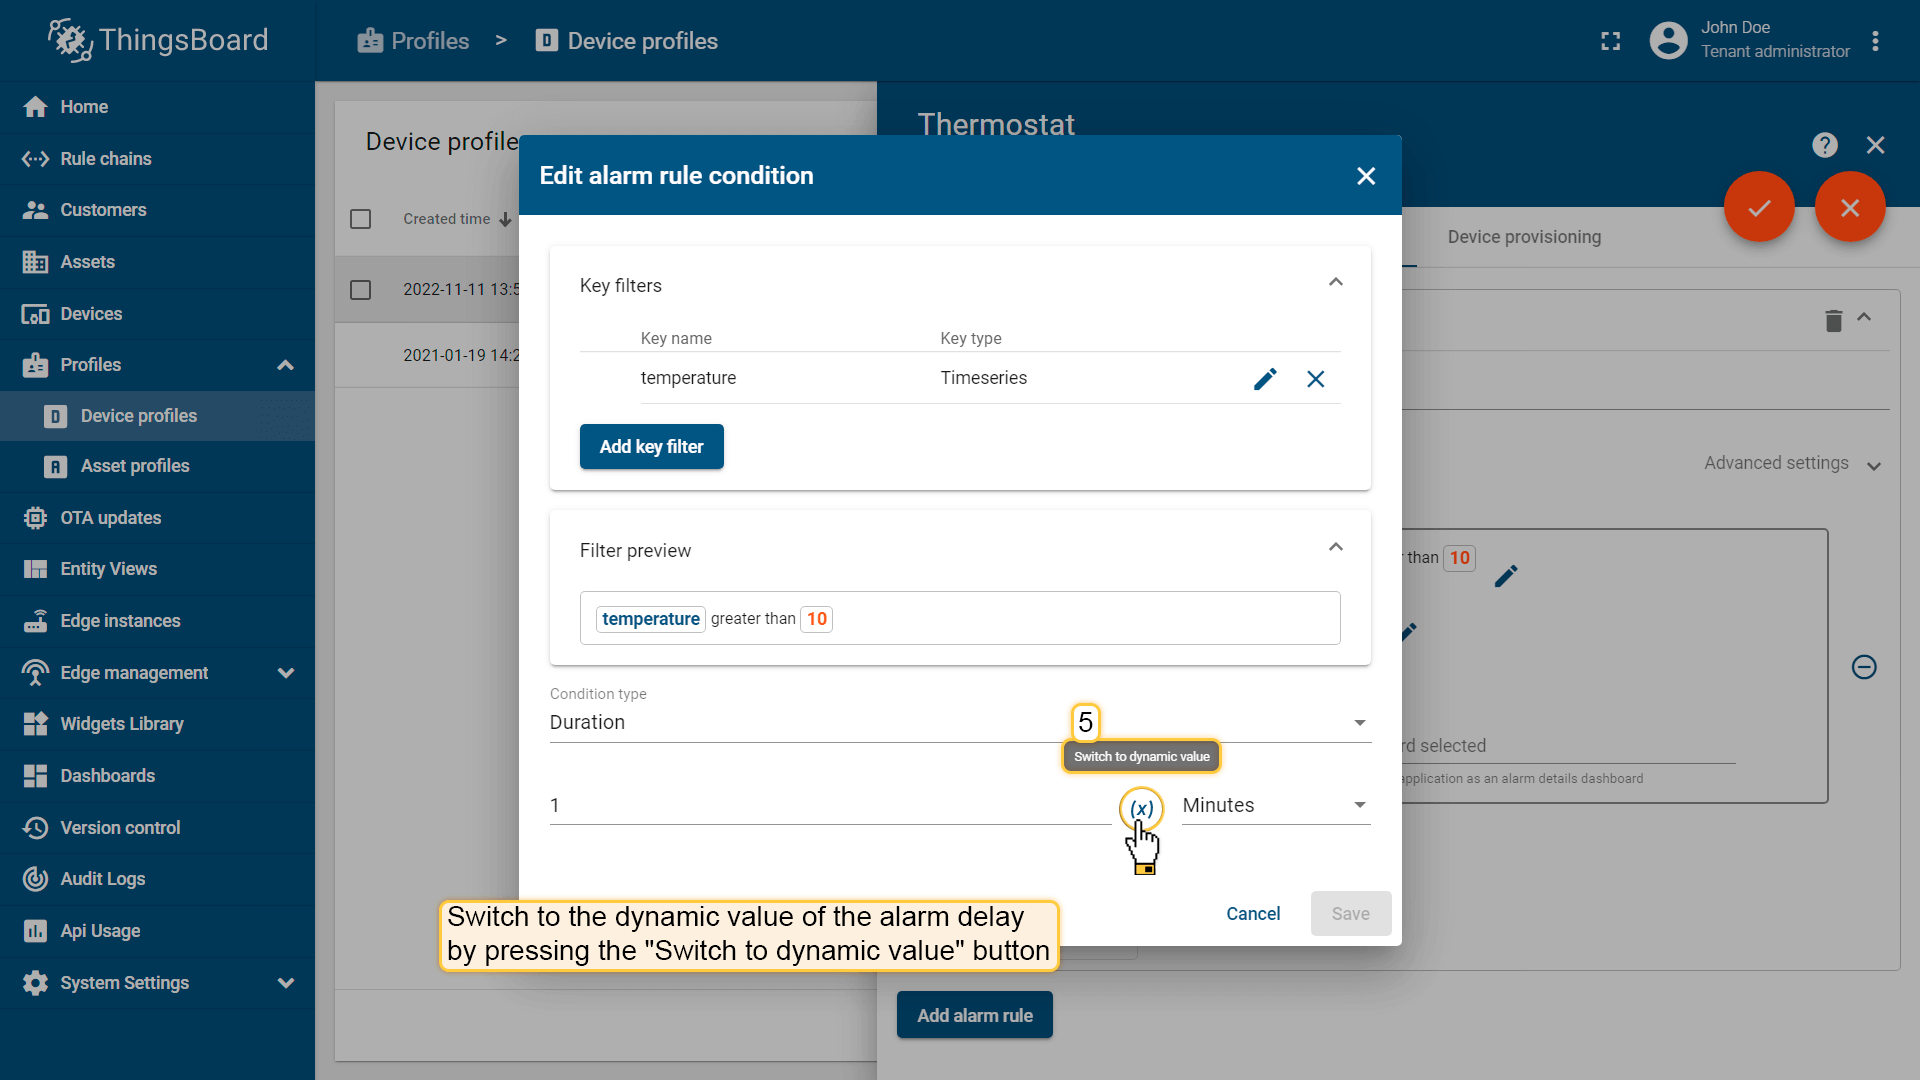 ThingsBoard
Profiles > Device profiles
John Doe
Tenant administrator
Home
Rule chains
Customers
Assets
Devices
Profiles
Device profiles
Asset profiles
OTA updates
Entity Views
Edge instances
Edge management
Widgets Library
Dashboards
Version control
Audit Logs
Api Usage
System Settings
Device profile
Created time
2022-11-11 13:5
2021-01-19 14:2
Thermostat
Device provisioning
Advanced settings
than 10
rd selected
application as an alarm details dashboard
Add alarm rule
Edit alarm rule condition
Key filters
Key name Key type
temperature Timeseries
Add key filter
Filter preview
temperature greater than 10
Condition type
Duration
5
Switch to dynamic value
1 (x) Minutes
Cancel Save
Switch to the dynamic value of the alarm delay
by pressing the "Switch to dynamic value" button